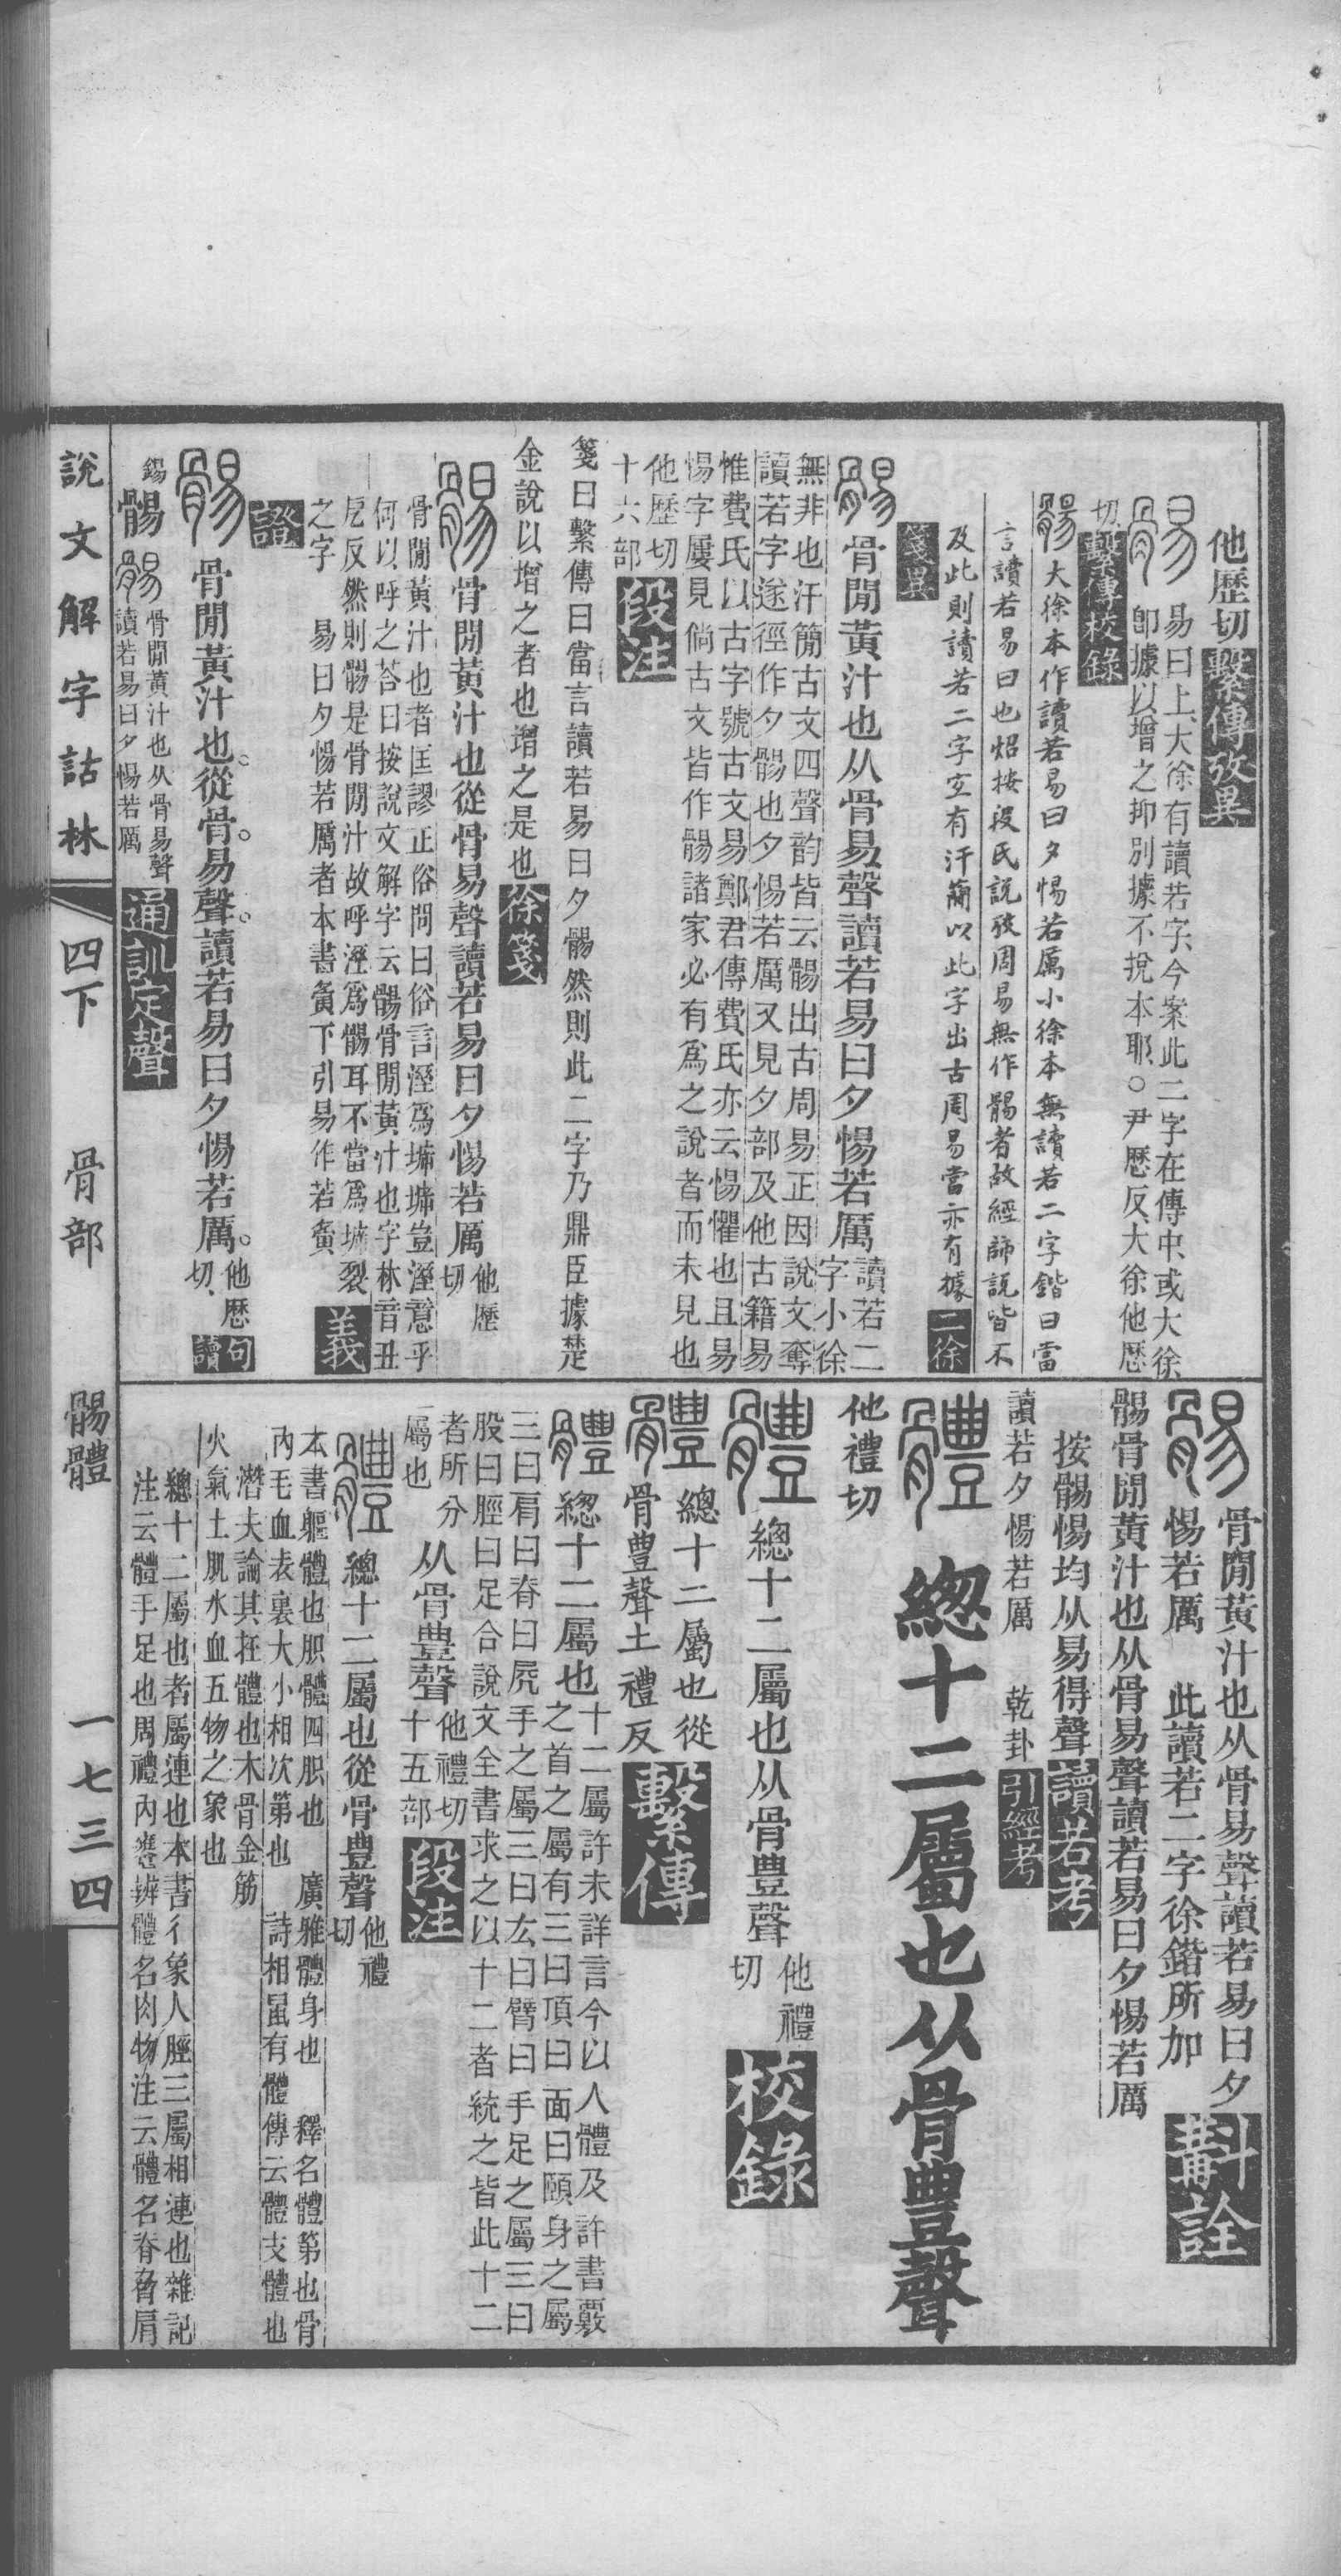 他歷切繫傳攷異
易曰上大徐有讀若字今案此二字在傳中或大徐
卽據以增之抑別據不挩本耶○尹歷反大徐他歷
切繫傳校錄
大徐本作讀若易曰夕惕若厲小徐本無讀若二字鍇曰當
言讀若易曰也炤按段氏說攷周易無作䯜者故經師說皆不
及此則讀若二字宜有汗簡以此字出古周易當亦有據二徐
箋異
骨閒黃汁也从骨易聲讀若易曰夕惕若厲讀若二
字小徐
無非也汗簡古文四聲韵皆云䯜出古周易正因說文奪
讀若字遂徑作夕䯜也夕惕若厲又見夕部及他古籍易
惟費氏以古字號古文易鄭君傳費氏亦云惕懼也且易
惕字屢見倘古文皆作䯜諸家必有爲之說者而未見也
他歷切
十六部段注
箋曰繫傳曰當言讀若易曰夕䯜然則此二字乃鼎臣據楚
金說以增之者也增之是也徐箋
骨閒黃汁也從骨易聲讀若易曰夕惕若厲他歷
切
骨閒黃汁也者匡謬正俗問曰俗言溼爲墑墑豈溼意乎
何以呼之荅曰按說文解字云䯜骨閒黃汁也字林音丑
戹反然則䯜是骨閒汁故呼溼爲䯜耳不當爲墑裂
之字 易曰夕惕若厲者本書夤下引易作若夤義
證
骨閒黃汁也。從骨。易聲。讀若易曰夕惕若厲。他歷
切句
讀
錫䯜骨閒黃汁也从骨易聲
讀若易曰夕惕若厲通訓定聲
骨閒黃汁也从骨易聲讀若易曰夕
惕若厲 此讀若二字徐鍇所加斠詮
䯜骨閒黃汁也从骨易聲讀若易曰夕惕若厲
按䯜惕均从易得聲讀若考
讀若夕惕若厲 乾卦引經考
總十二屬也从骨豊聲
他禮切
總十二屬也从骨豊聲他禮
切校錄
總十二屬也從
骨豊聲土禮反繫傳
總十二屬也十二屬許未詳言今以人體及許書覈
之首之屬有三曰頂曰面曰頤身之屬
三曰肩曰脊曰𡱂手之屬三曰厷曰臂曰手足之屬三曰
股曰脛曰足合說文全書求之以十二者統之皆此十二
者所分
屬也从骨豊聲他禮切
十五部段注
總十二屬也從骨豊聲他禮
切
本書軀體也胑體四胑也 廣雅體身也 釋名體第也骨
內毛血表裏大小相次第也 詩相鼠有體傳云體支體也
潛夫論其在體也木骨金筋
火氣土肌水血五物之象也
總十二屬也者屬連也本書彳象人脛三屬相連也雜記
注云體手足也周禮內饔辨體名肉物注云體名脊脅肩
說文解字詁林 四下 骨部 䯜體 一七三四